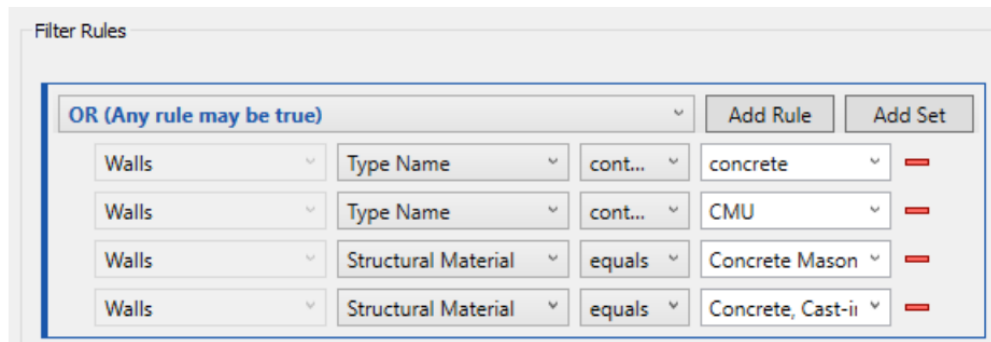 Filter Rules
OR (Any rule may be true) Add Rule Add Set
Walls Type Name cont... concrete
Walls Type Name cont... CMU
Walls Structural Material equals Concrete Mason
Walls Structural Material equals Concrete, Cast-i